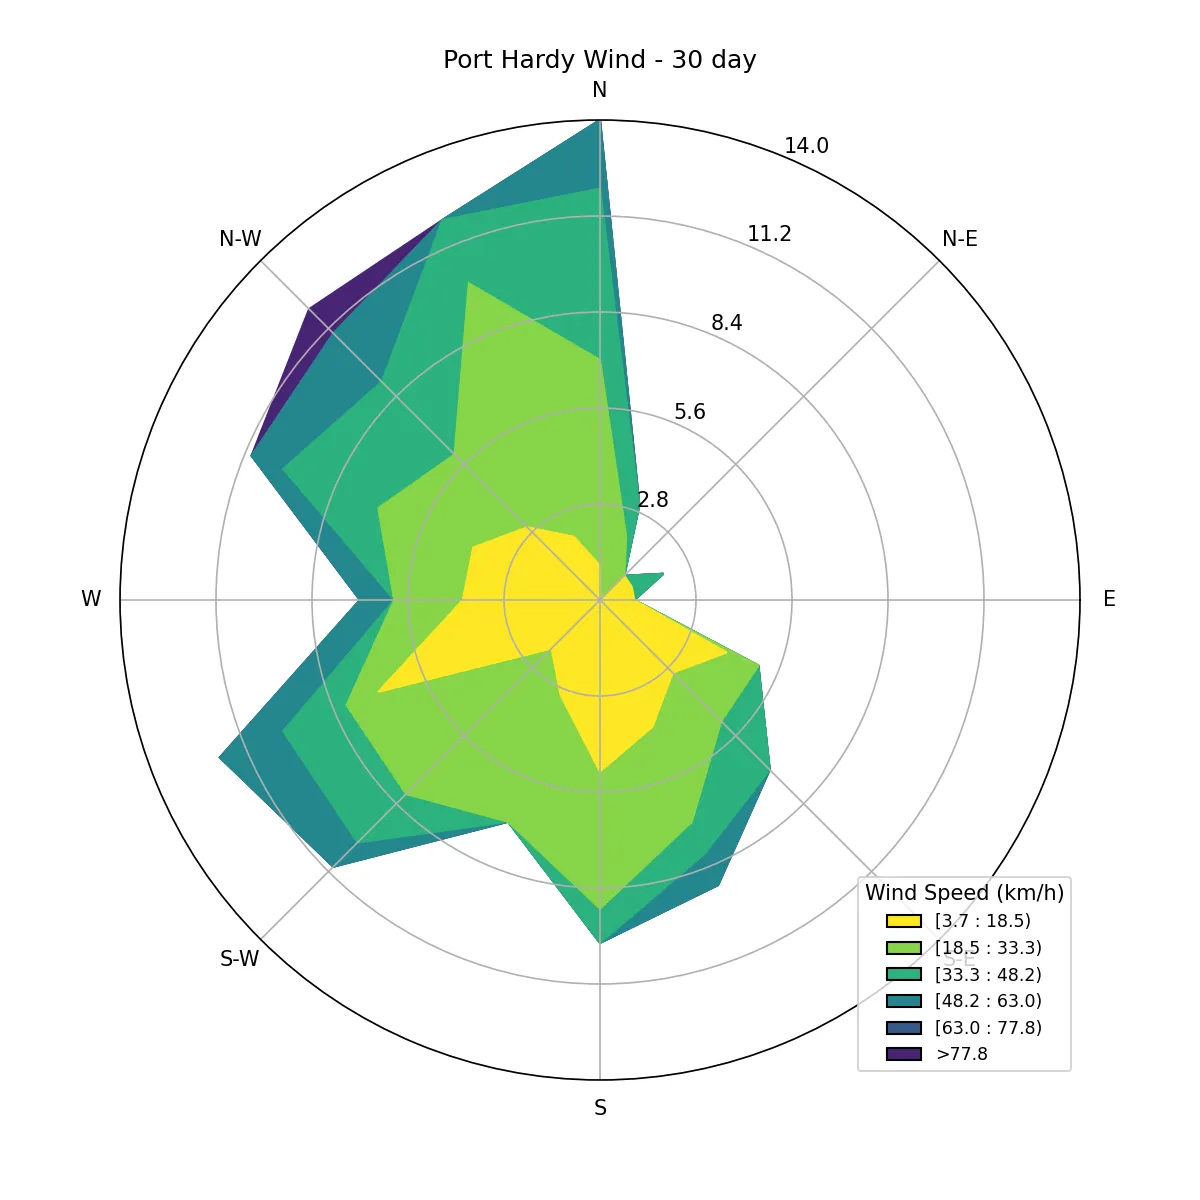 Port Hardy Wind - 30 day
N
14.0
N-W
11.2
N-E
8.4
5.6
2.8
W
E
Wind Speed (km/h)
[3.7 : 18.5)
[18.5 : 33.3)
S-W
S-E
[33.3 : 48.2)
[48.2 : 63.0)
[63.0 : 77.8)
>77.8
S